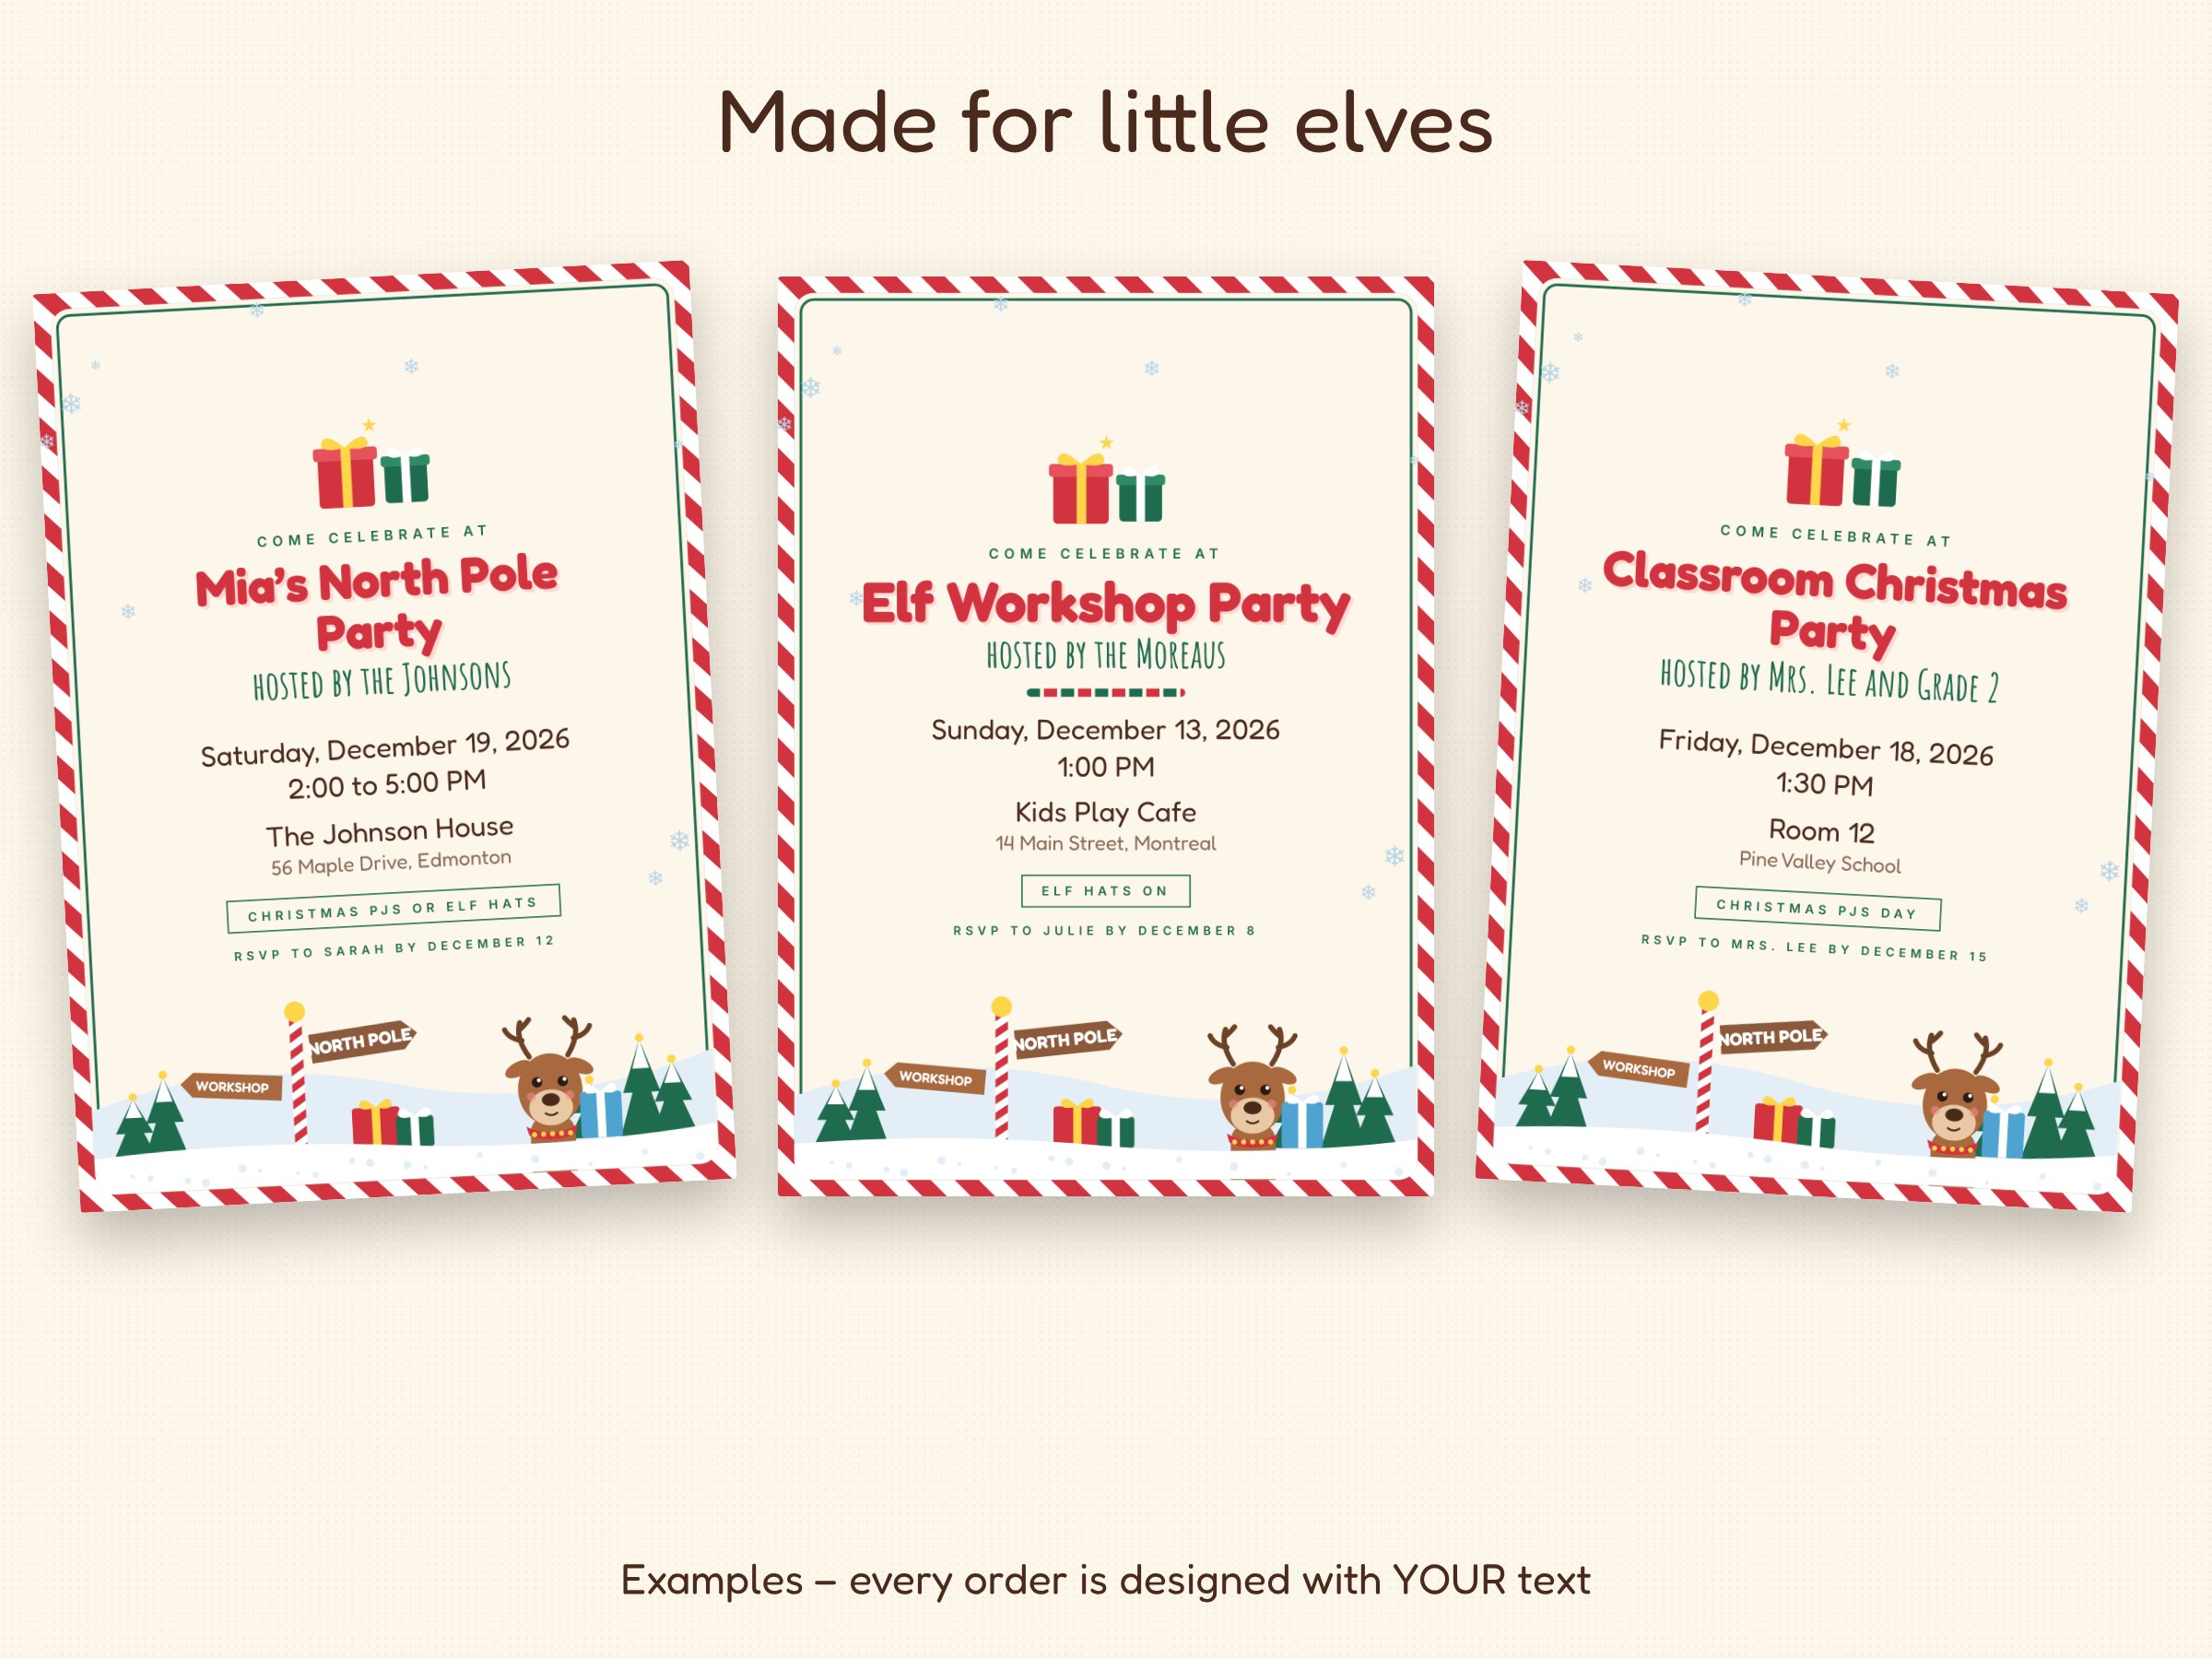 Made for little elves
COME CELEBRATE AT
Mia's North Pole
Party
HOSTED BY THE JOHNSONS
Saturday, December 19, 2026
2:00 to 5:00 PM
The Johnson House
56 Maple Drive, Edmonton
CHRISTMAS PJS OR ELF HATS
RSVP TO SARAH BY DECEMBER 12
NORTH POLE
WORKSHOP
COME CELEBRATE AT
Elf Workshop Party
HOSTED BY THE MOREAUS
Sunday, December 13, 2026
1:00 PM
Kids Play Cafe
14 Main Street, Montreal
ELF HATS ON
RSVP TO JULIE BY DECEMBER 8
NORTH POLE
WORKSHOP
COME CELEBRATE AT
Classroom Christmas
Party
HOSTED BY MRS. LEE AND GRADE 2
Friday, December 18, 2026
1:30 PM
Room 12
Pine Valley School
CHRISTMAS PJS DAY
RSVP TO MRS. LEE BY DECEMBER 15
NORTH POLE
WORKSHOP
Examples – every order is designed with YOUR text